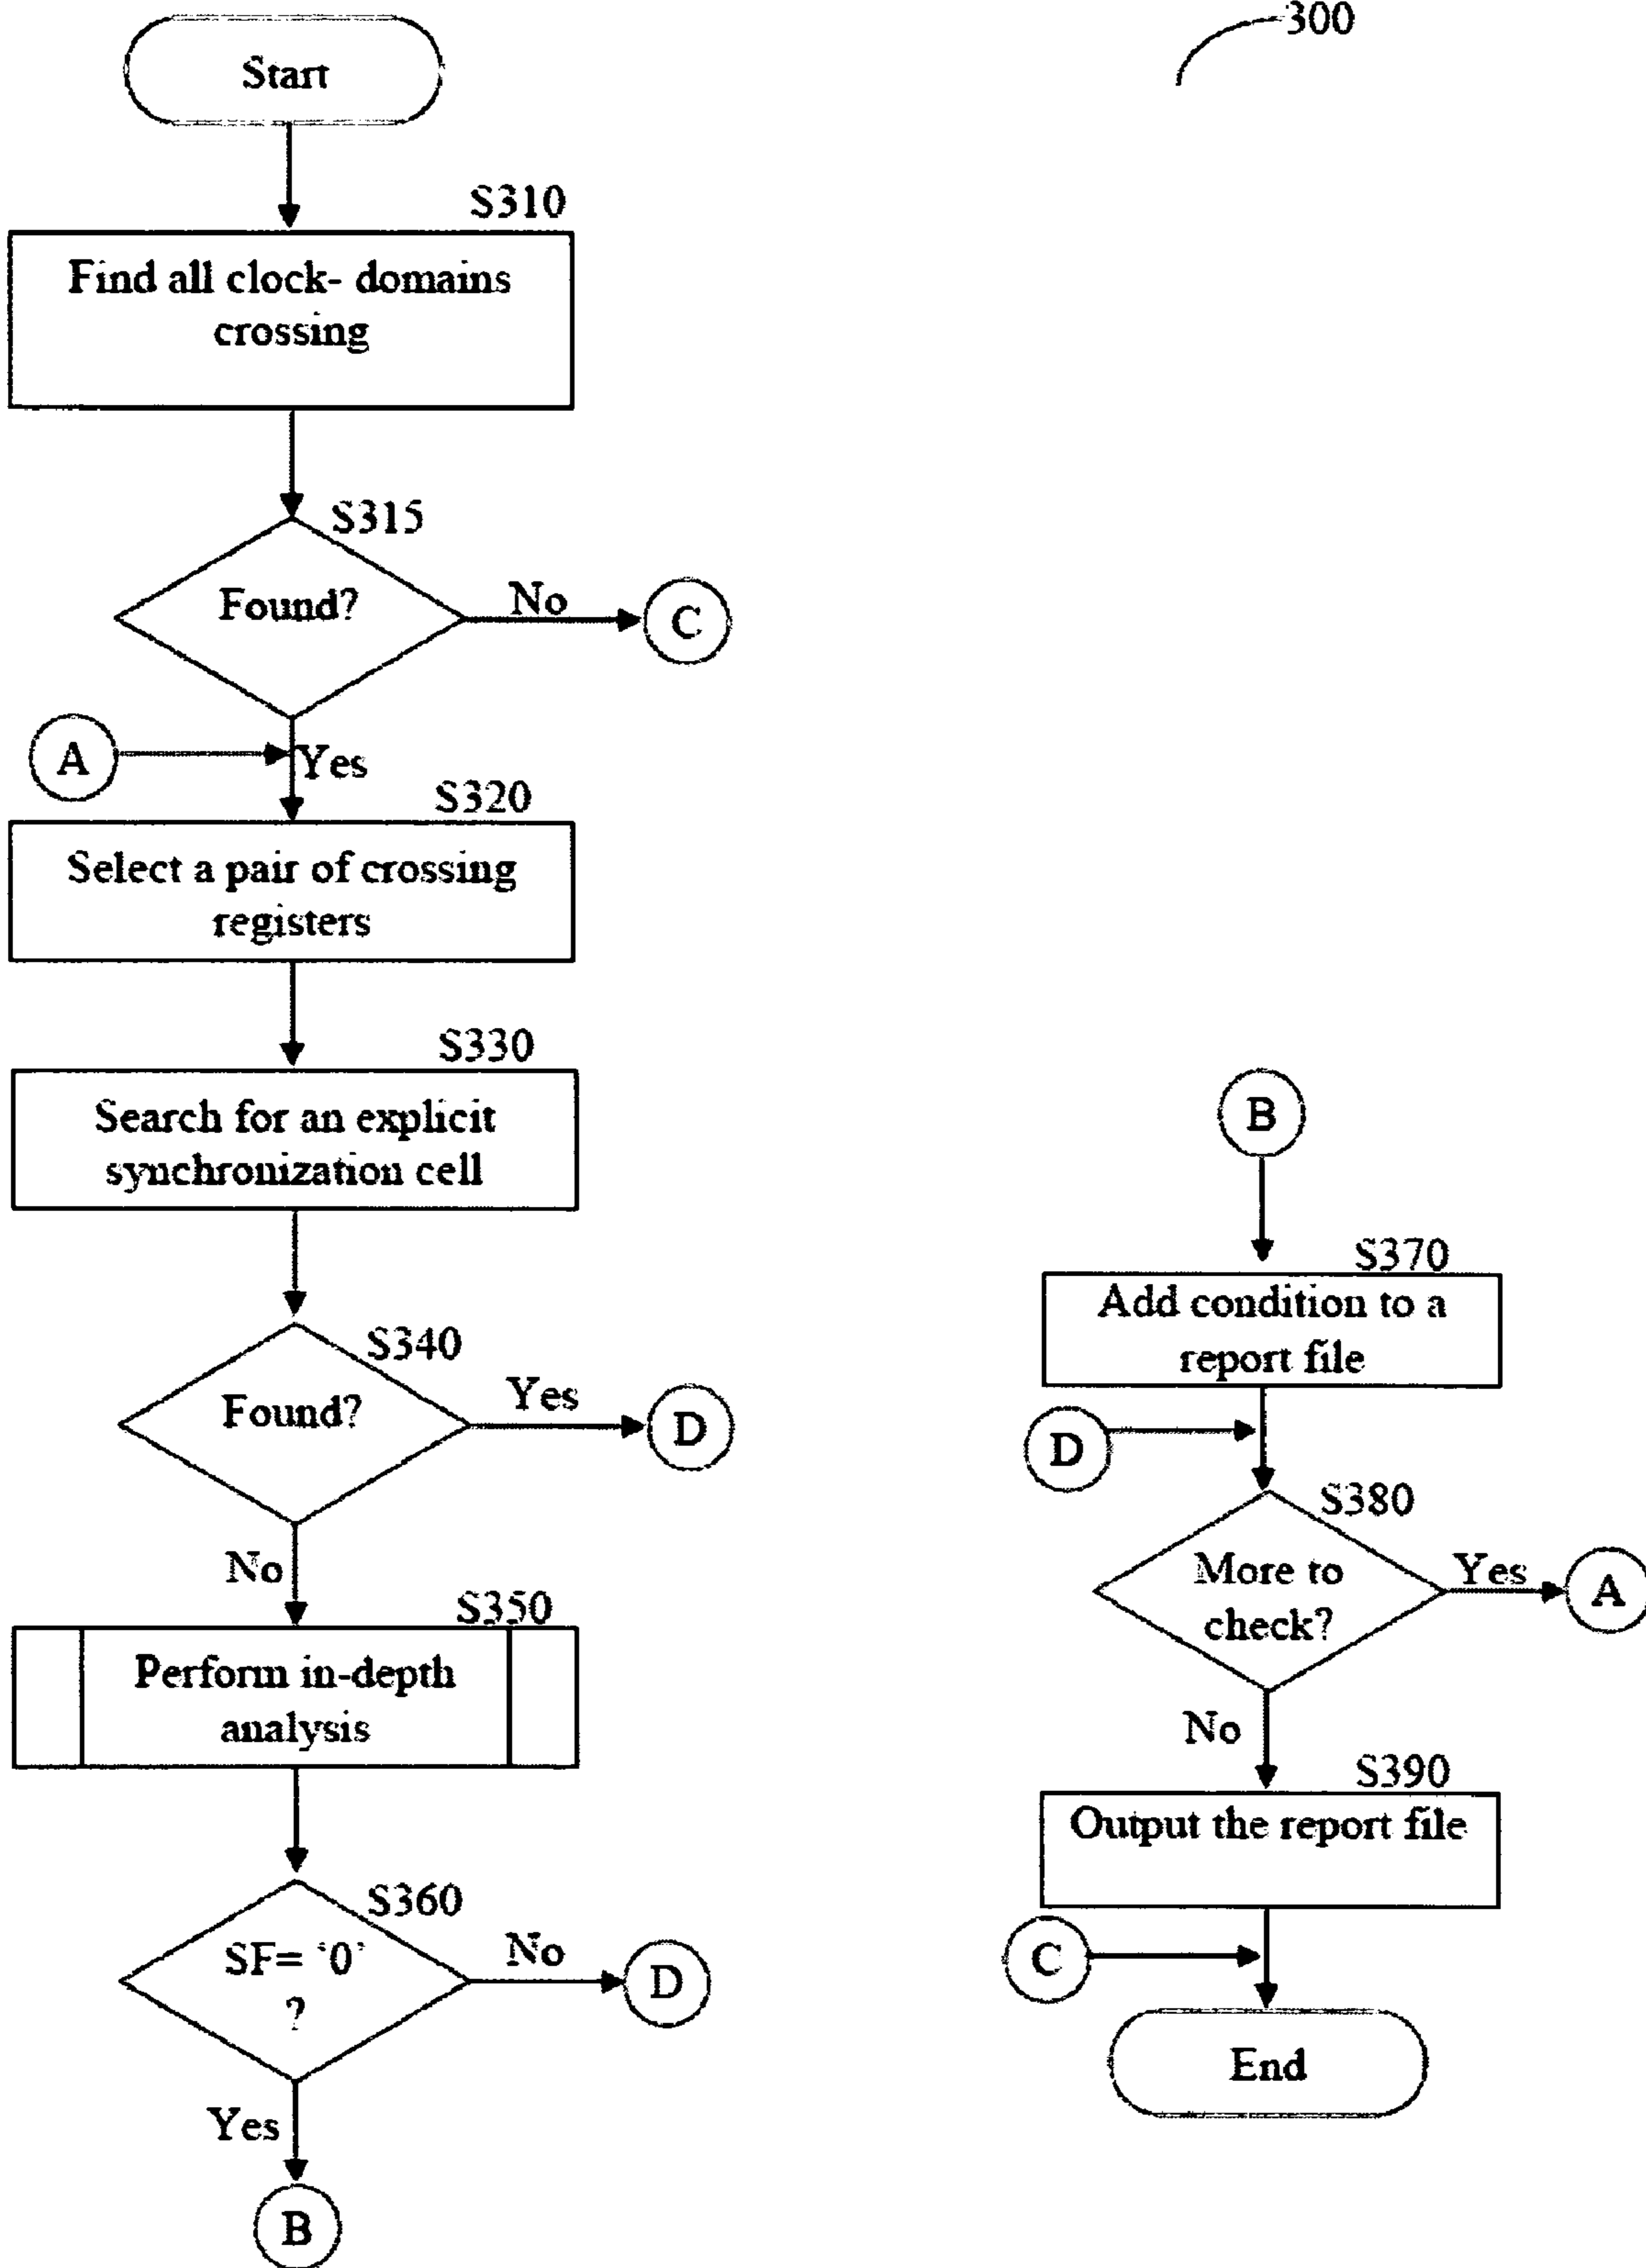 300
Start
S310
Find all clock- domains
crossing
S315
Found?
No
C
A
Yes
S320
Select a pair of crossing
registers
S330
Search for an explicit
synchronization cell
S340
Found?
Yes
D
No
S350
Perform in-depth
analysis
S360
SF= ‘0’
?
No
D
Yes
B
B
S370
Add condition to a
report file
D
S380
More to
check?
Yes
A
No
S390
Output the report file
C
End